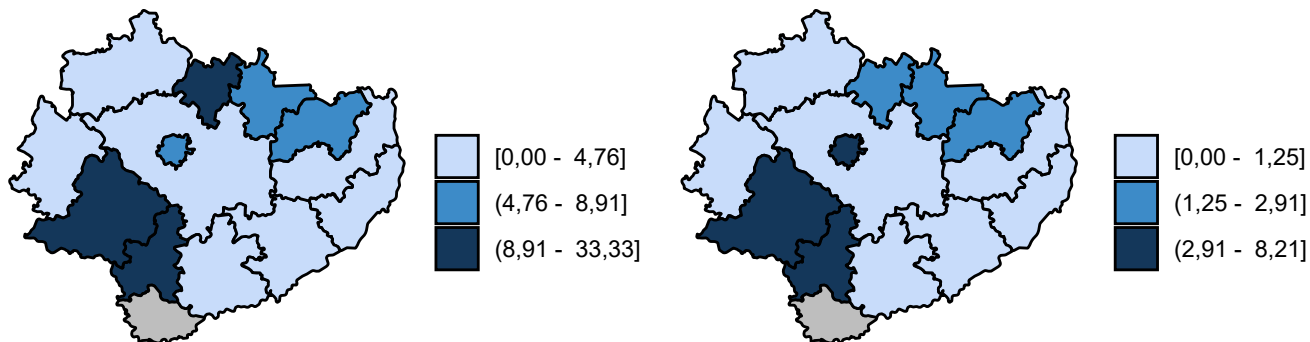 [0,00 - 4,76]
(4,76 - 8,91]
(8,91 - 33,33]
[0,00 - 1,25]
(1,25 - 2,91]
(2,91 - 8,21]